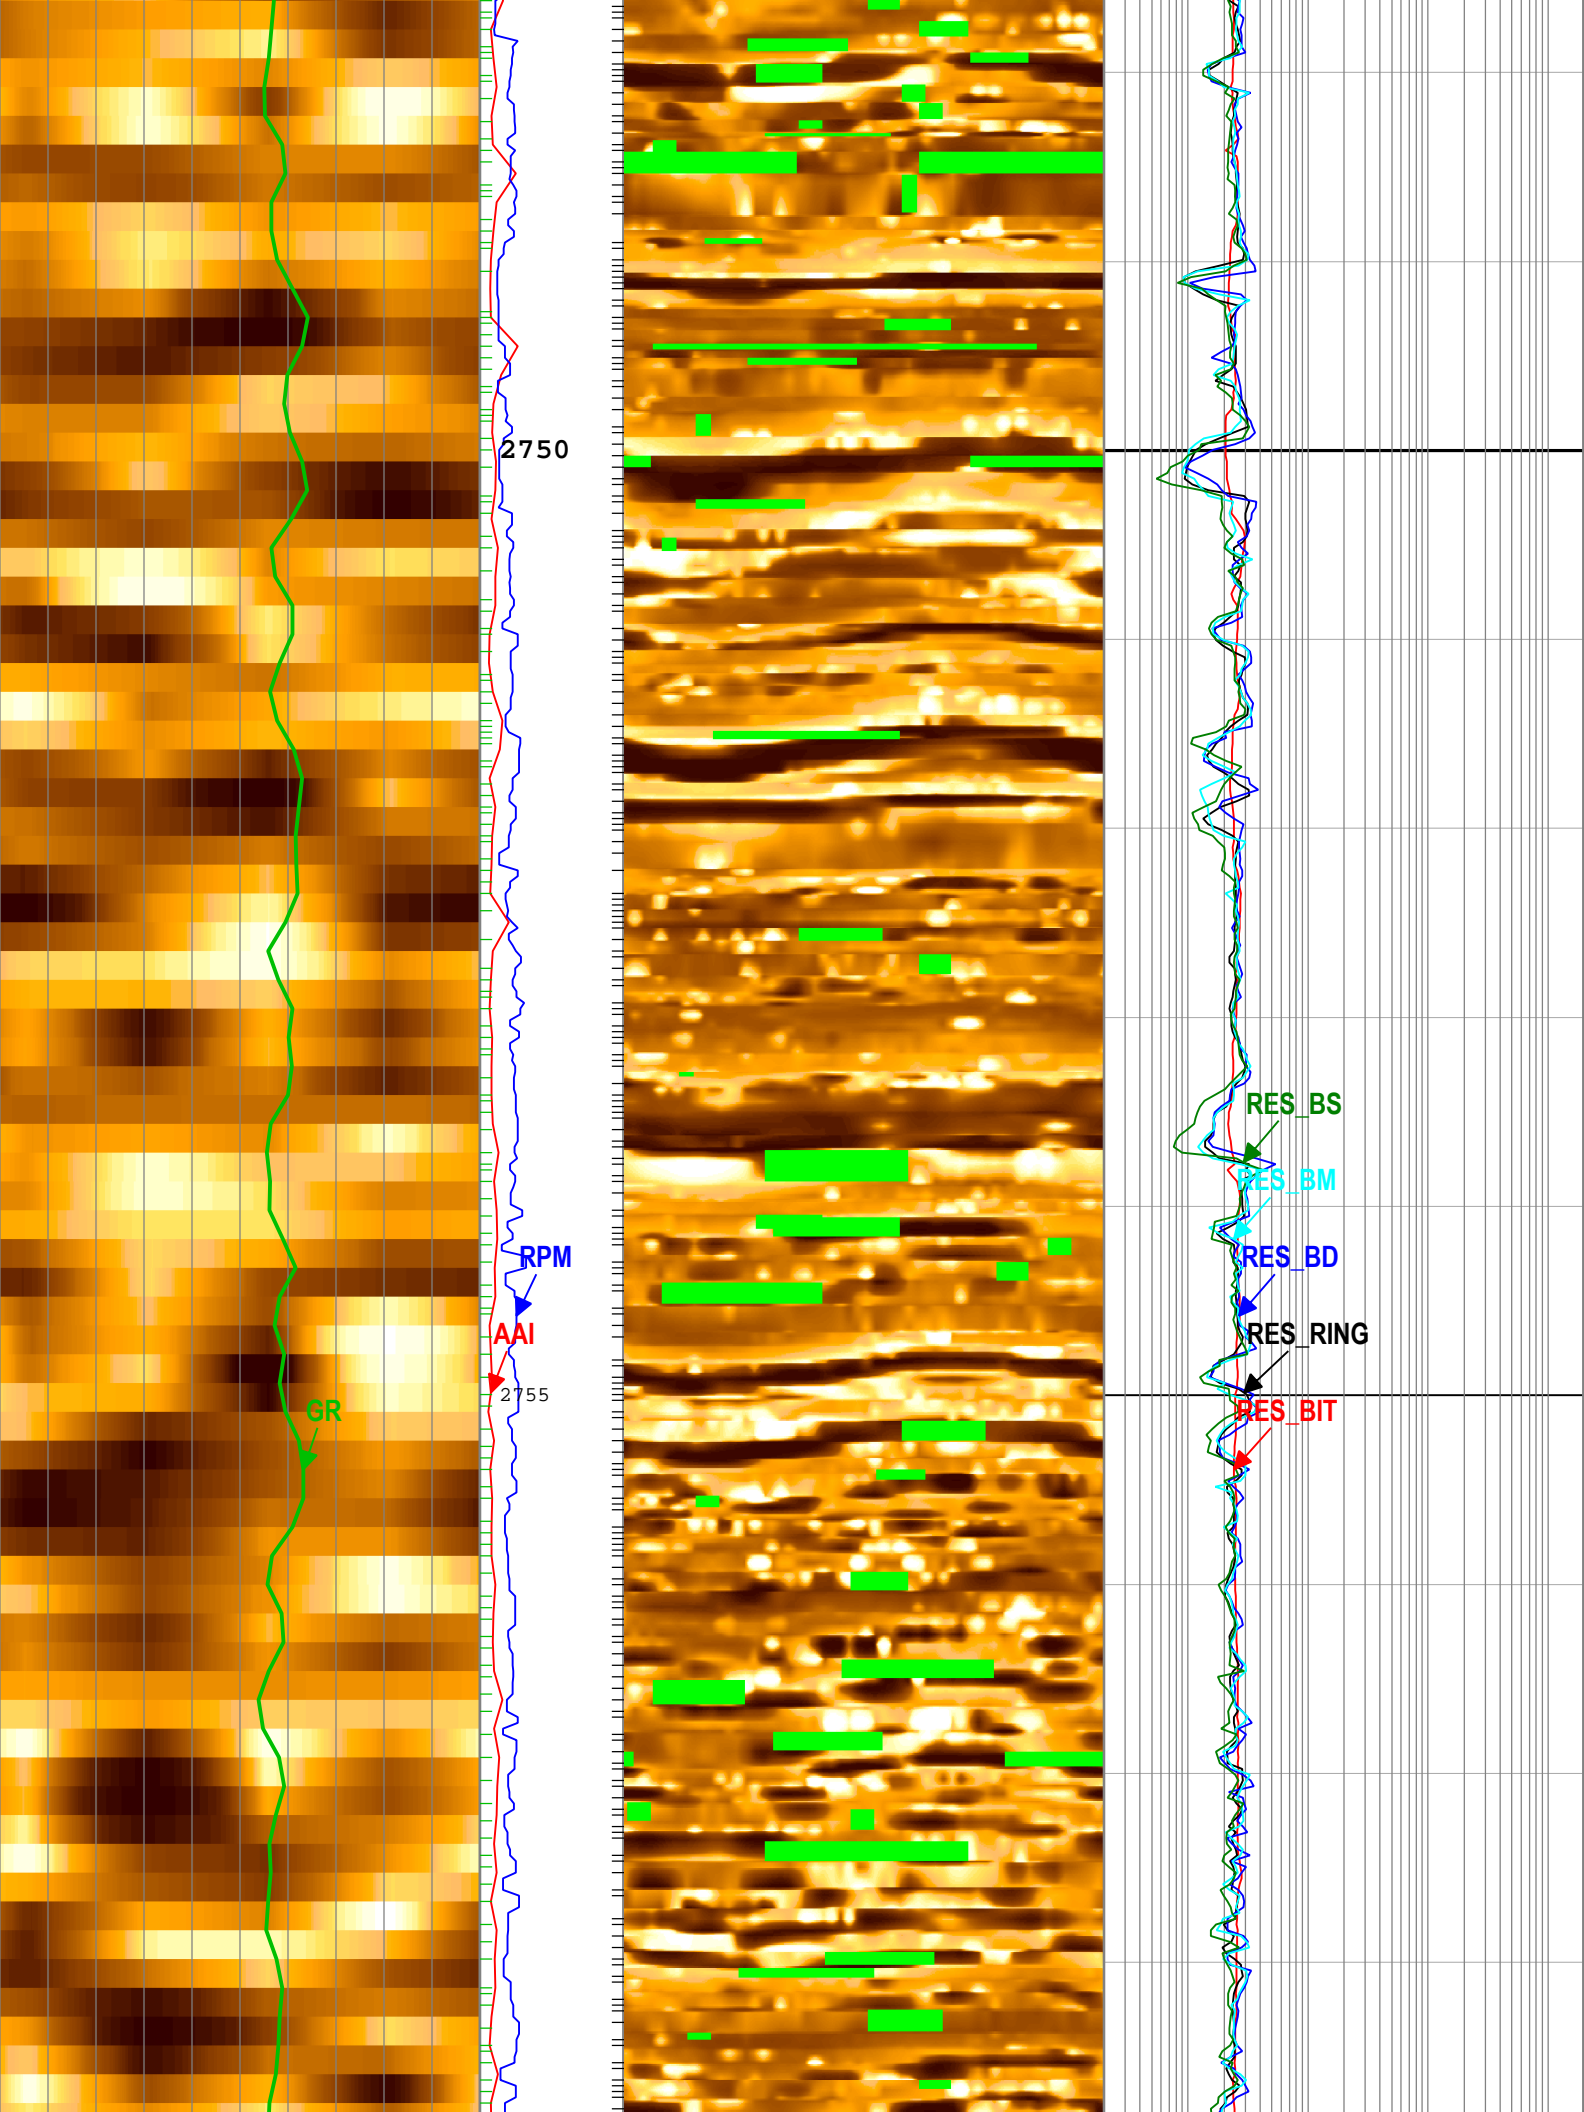 2750
RES_BS
RES_BM
RPM
RES_BD
AAI
RES_RING
2755
GR
RES_BIT